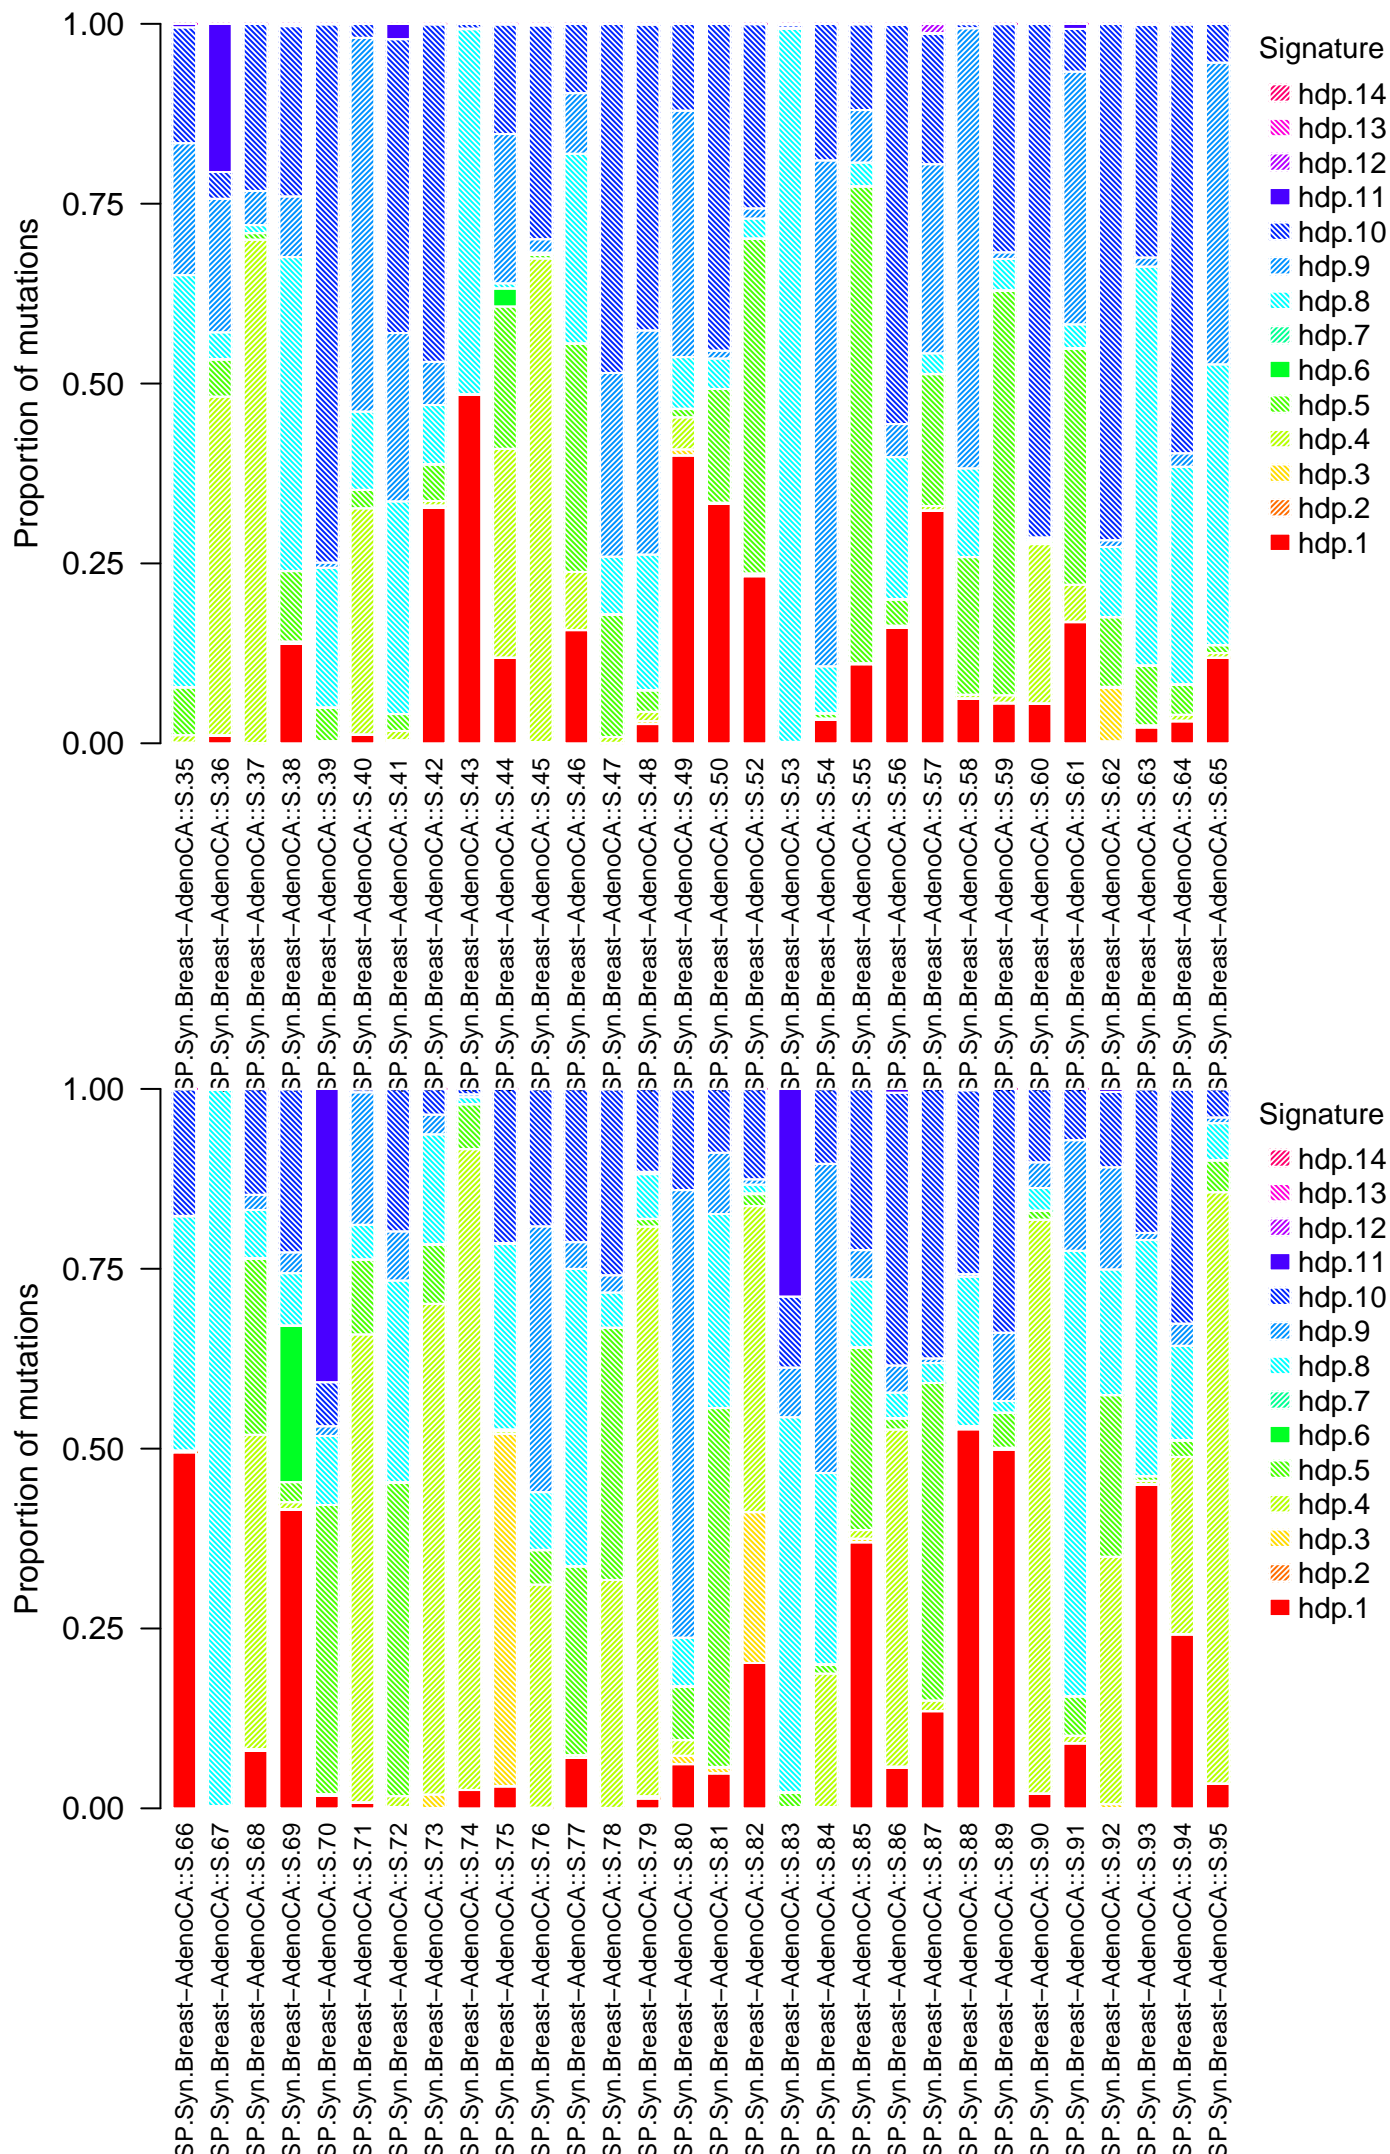 Proportion of mutations
1.00
0.75
0.50
0.25
0.00
SP.Syn.Breast−AdenoCA::S.35
SP.Syn.Breast−AdenoCA::S.36
SP.Syn.Breast−AdenoCA::S.37
SP.Syn.Breast−AdenoCA::S.38
SP.Syn.Breast−AdenoCA::S.39
SP.Syn.Breast−AdenoCA::S.40
SP.Syn.Breast−AdenoCA::S.41
SP.Syn.Breast−AdenoCA::S.42
SP.Syn.Breast−AdenoCA::S.43
SP.Syn.Breast−AdenoCA::S.44
SP.Syn.Breast−AdenoCA::S.45
SP.Syn.Breast−AdenoCA::S.46
SP.Syn.Breast−AdenoCA::S.47
SP.Syn.Breast−AdenoCA::S.48
SP.Syn.Breast−AdenoCA::S.49
SP.Syn.Breast−AdenoCA::S.50
SP.Syn.Breast−AdenoCA::S.52
SP.Syn.Breast−AdenoCA::S.53
SP.Syn.Breast−AdenoCA::S.54
SP.Syn.Breast−AdenoCA::S.55
SP.Syn.Breast−AdenoCA::S.56
SP.Syn.Breast−AdenoCA::S.57
SP.Syn.Breast−AdenoCA::S.58
SP.Syn.Breast−AdenoCA::S.59
SP.Syn.Breast−AdenoCA::S.60
SP.Syn.Breast−AdenoCA::S.61
SP.Syn.Breast−AdenoCA::S.62
SP.Syn.Breast−AdenoCA::S.63
SP.Syn.Breast−AdenoCA::S.64
SP.Syn.Breast−AdenoCA::S.65
Signature
hdp.14
hdp.13
hdp.12
hdp.11
hdp.10
hdp.9
hdp.8
hdp.7
hdp.6
hdp.5
hdp.4
hdp.3
hdp.2
hdp.1
Proportion of mutations
1.00
0.75
0.50
0.25
0.00
SP.Syn.Breast−AdenoCA::S.66
SP.Syn.Breast−AdenoCA::S.67
SP.Syn.Breast−AdenoCA::S.68
SP.Syn.Breast−AdenoCA::S.69
SP.Syn.Breast−AdenoCA::S.70
SP.Syn.Breast−AdenoCA::S.71
SP.Syn.Breast−AdenoCA::S.72
SP.Syn.Breast−AdenoCA::S.73
SP.Syn.Breast−AdenoCA::S.74
SP.Syn.Breast−AdenoCA::S.75
SP.Syn.Breast−AdenoCA::S.76
SP.Syn.Breast−AdenoCA::S.77
SP.Syn.Breast−AdenoCA::S.78
SP.Syn.Breast−AdenoCA::S.79
SP.Syn.Breast−AdenoCA::S.80
SP.Syn.Breast−AdenoCA::S.81
SP.Syn.Breast−AdenoCA::S.82
SP.Syn.Breast−AdenoCA::S.83
SP.Syn.Breast−AdenoCA::S.84
SP.Syn.Breast−AdenoCA::S.85
SP.Syn.Breast−AdenoCA::S.86
SP.Syn.Breast−AdenoCA::S.87
SP.Syn.Breast−AdenoCA::S.88
SP.Syn.Breast−AdenoCA::S.89
SP.Syn.Breast−AdenoCA::S.90
SP.Syn.Breast−AdenoCA::S.91
SP.Syn.Breast−AdenoCA::S.92
SP.Syn.Breast−AdenoCA::S.93
SP.Syn.Breast−AdenoCA::S.94
SP.Syn.Breast−AdenoCA::S.95
Signature
hdp.14
hdp.13
hdp.12
hdp.11
hdp.10
hdp.9
hdp.8
hdp.7
hdp.6
hdp.5
hdp.4
hdp.3
hdp.2
hdp.1